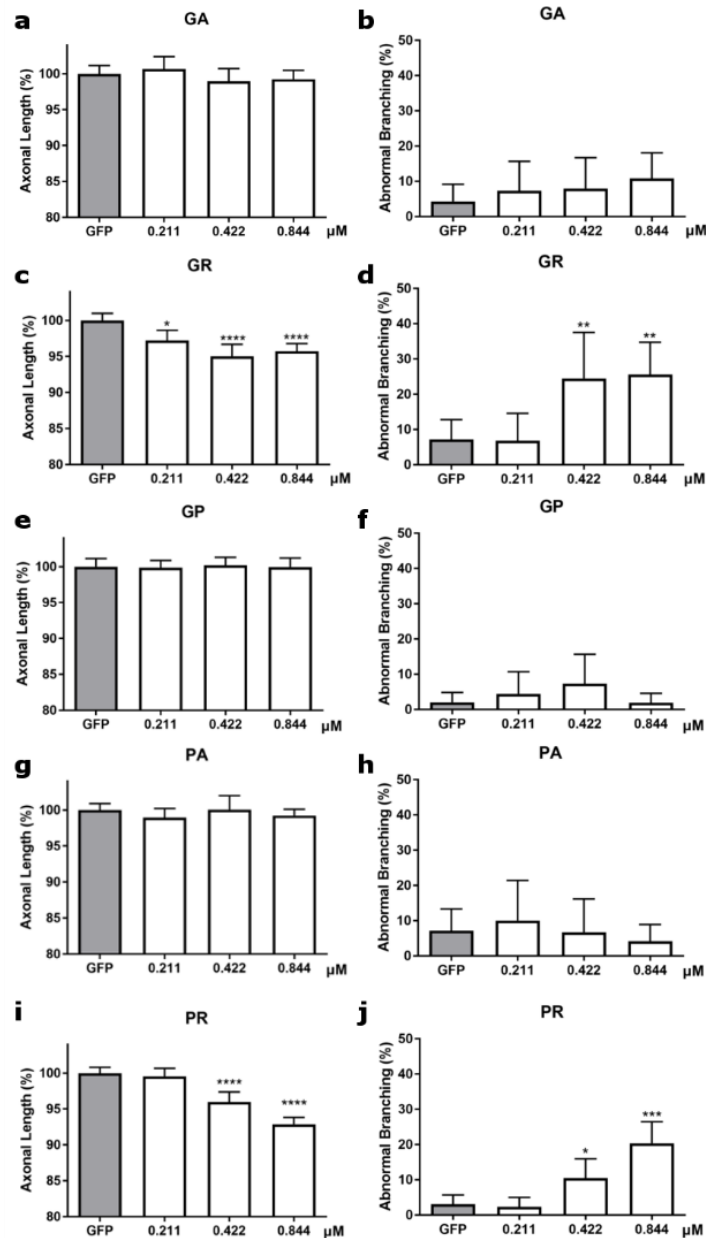 a GA
Axonal Length (%)
100
95
90
85
80
GFP 0.211 0.422 0.844 µM
b GA
Abnormal Branching (%)
50
40
30
20
10
0
GFP 0.211 0.422 0.844 µM
c GR
Axonal Length (%)
100
95
90
85
80
* **** ****
GFP 0.211 0.422 0.844 µM
d GR
Abnormal Branching (%)
50
40
30
20
10
0
** **
GFP 0.211 0.422 0.844 µM
e GP
Axonal Length (%)
100
95
90
85
80
GFP 0.211 0.422 0.844 µM
f GP
Abnormal Branching (%)
50
40
30
20
10
0
GFP 0.211 0.422 0.844 µM
g PA
Axonal Length (%)
100
95
90
85
80
GFP 0.211 0.422 0.844 µM
h PA
Abnormal Branching (%)
50
40
30
20
10
0
GFP 0.211 0.422 0.844 µM
i PR
Axonal Length (%)
100
95
90
85
80
**** ****
GFP 0.211 0.422 0.844 µM
j PR
Abnormal Branching (%)
50
40
30
20
10
0
* ***
GFP 0.211 0.422 0.844 µM